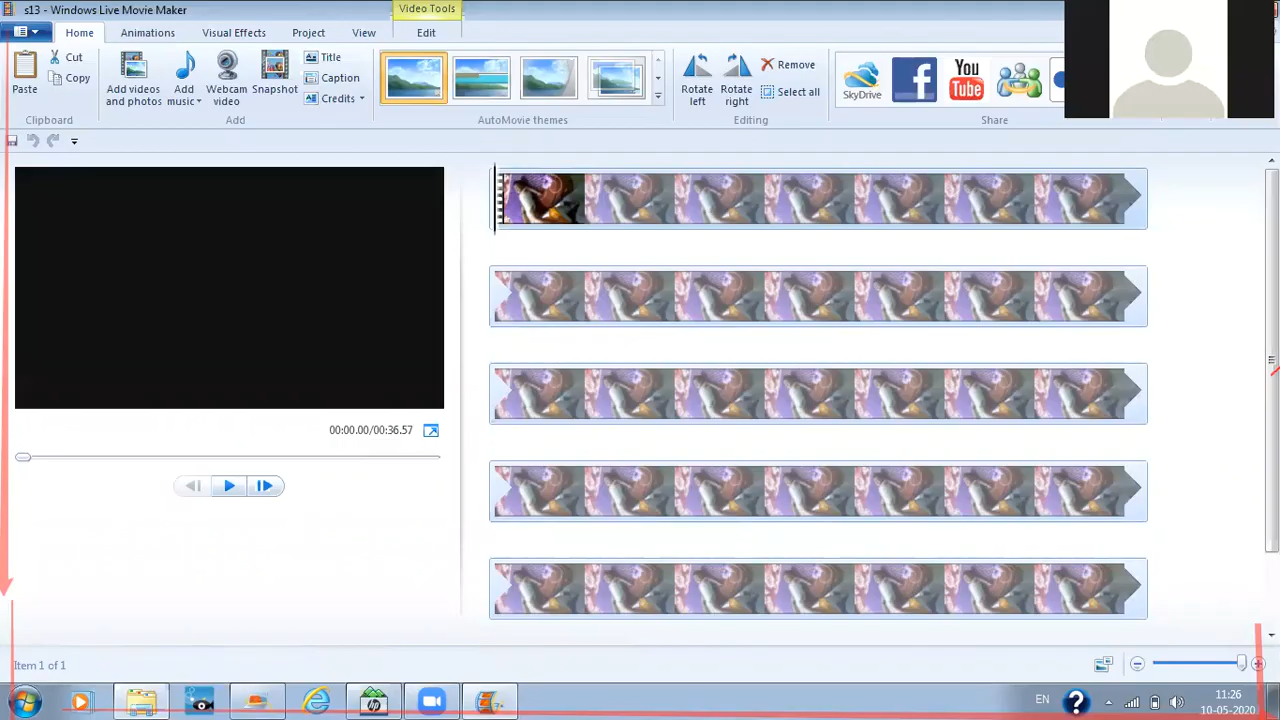 s13 - Windows Live Movie Maker
Video Tools
Home Animations Visual Effects Project View Edit
Paste
Cut
Copy
Clipboard
Add videos and photos
Add music
Webcam video
Snapshot
Title
Caption
Credits
Add
AutoMovie themes
Rotate left
Rotate right
Remove
Select all
Editing
SkyDrive
f
You Tube
Share
00:00.00/00:36.57
Item 1 of 1
hp
EN
?
11:26
10-05-2020